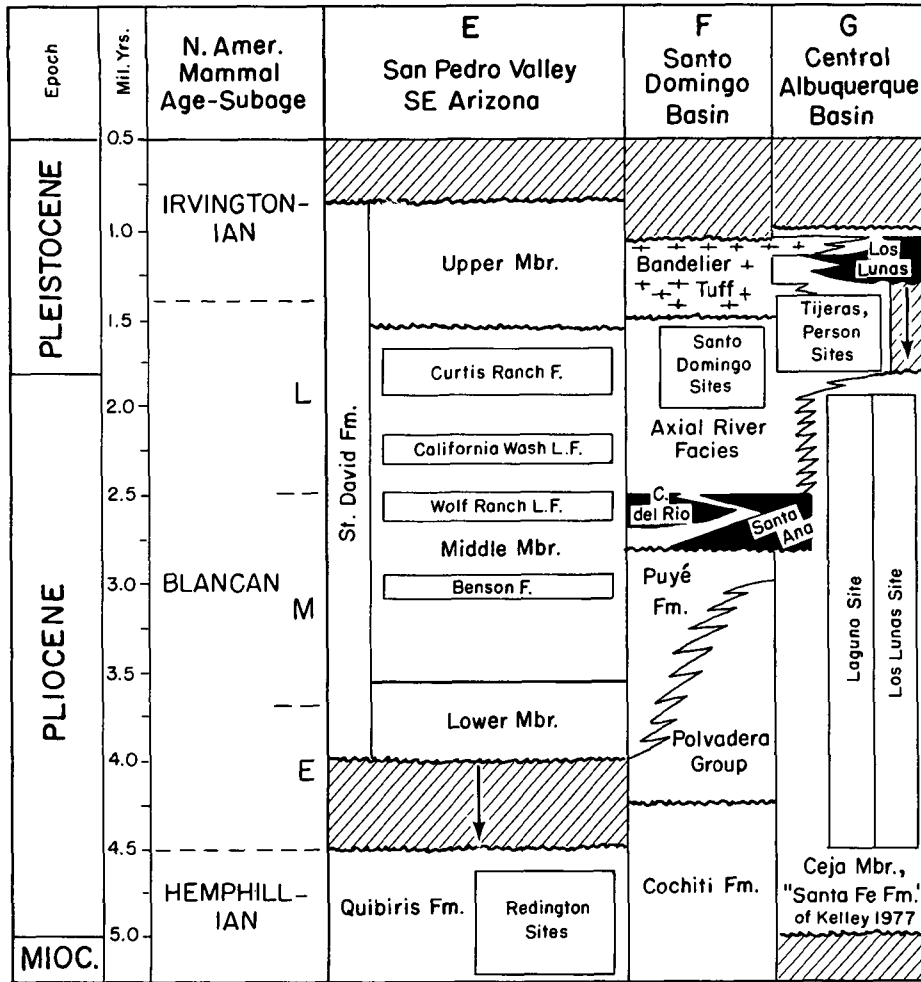 Epoch
Mil. Yrs.
N. Amer.
Mammal
Age-Subage
E
San Pedro Valley
SE Arizona
F
Santo
Domingo
Basin
G
Central
Albuquerque
Basin
PLEISTOCENE
PLIOCENE
MIOC.
0.5
1.0
1.5
2.0
2.5
3.0
3.5
4.0
4.5
5.0
IRVINGTON-
IAN
L
BLANCAN
M
E
HEMPHILL-
IAN
St. David Fm.
Upper Mbr.
Curtis Ranch F.
California Wash L.F.
Wolf Ranch L.F.
Middle Mbr.
Benson F.
Lower Mbr.
Quibiris Fm.
Redington
Sites
Bandelier
Tuff
Santo
Domingo
Sites
Axial River
Facies
C.
del Rio
Santa
Ana
Puyé
Fm.
Polvadera
Group
Cochiti Fm.
Los
Lunas
Tijeras,
Person
Sites
Laguna Site
Los Lunas Site
Ceja Mbr.,
"Santa Fe Fm."
of Kelley 1977